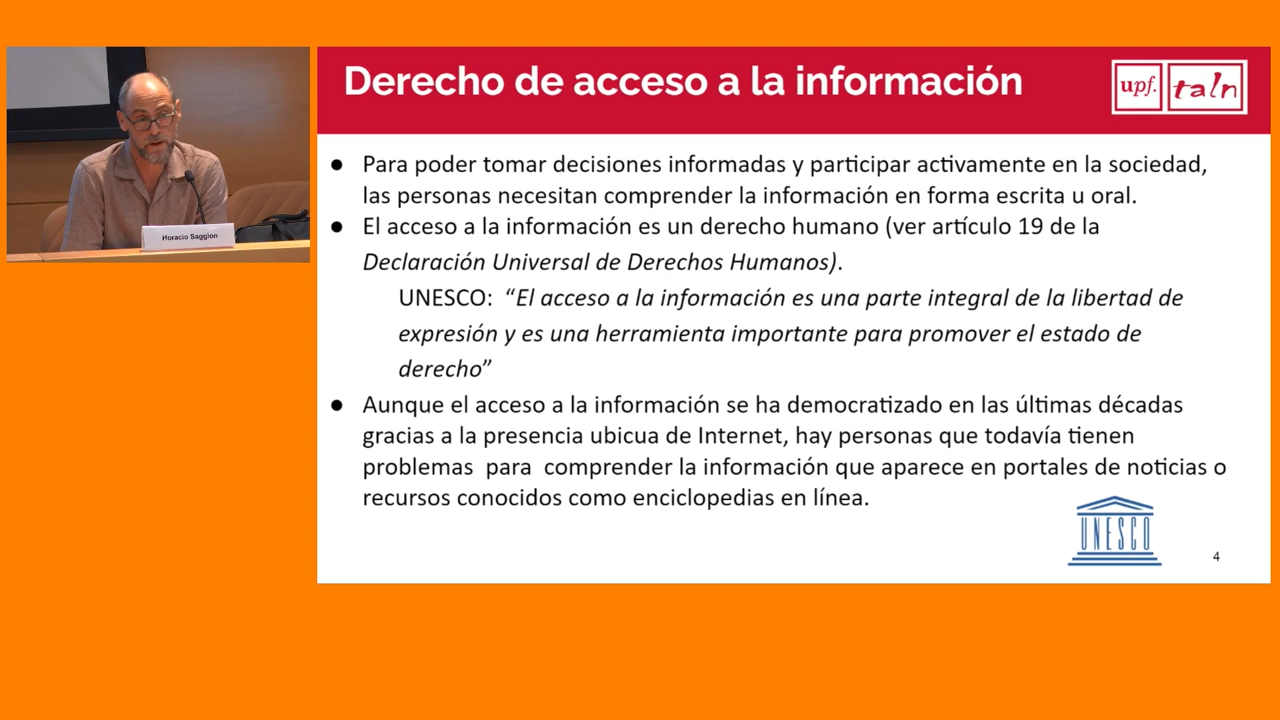 Derecho de acceso a la información
upf. taln
● Para poder tomar decisiones informadas y participar activamente en la sociedad,
las personas necesitan comprender la información en forma escrita u oral.
● El acceso a la información es un derecho humano (ver artículo 19 de la
Declaración Universal de Derechos Humanos).
UNESCO: “El acceso a la información es una parte integral de la libertad de
expresión y es una herramienta importante para promover el estado de
derecho”
● Aunque el acceso a la información se ha democratizado en las últimas décadas
gracias a la presencia ubicua de Internet, hay personas que todavía tienen
problemas para comprender la información que aparece en portales de noticias o
recursos conocidos como enciclopedias en línea.
UNESCO
4
Horacio Saggion